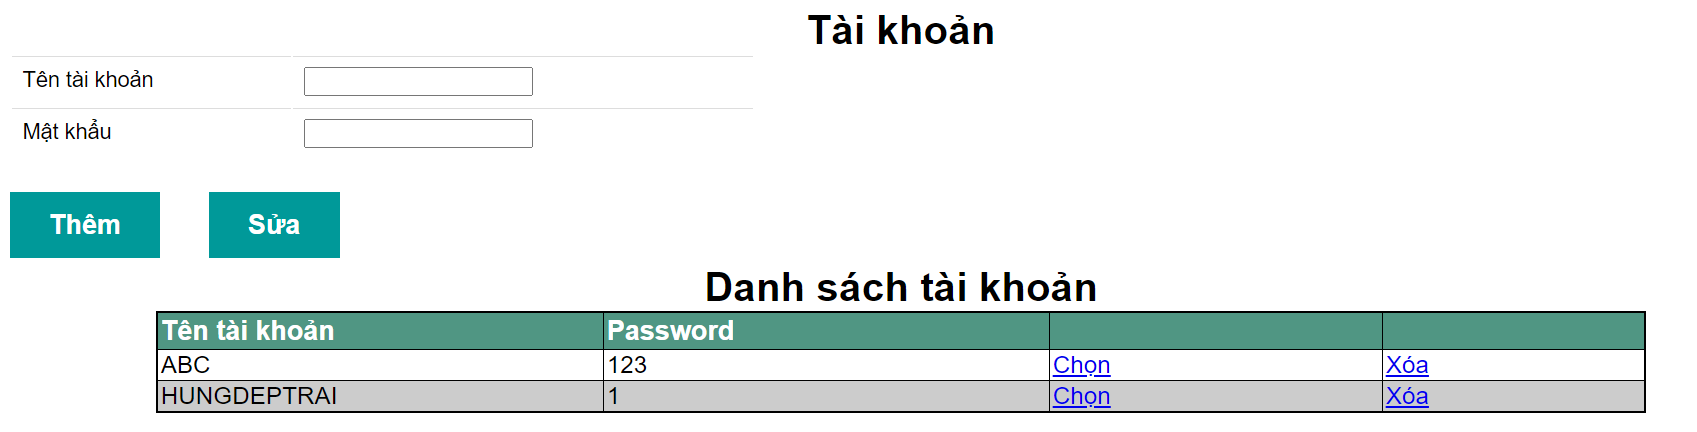 Tài khoản
Tên tài khoản
Mật khẩu
Thêm Sửa
Danh sách tài khoản
Tên tài khoản Password
ABC 123 Chọn Xóa
HUNGDEPTRAI 1 Chọn Xóa